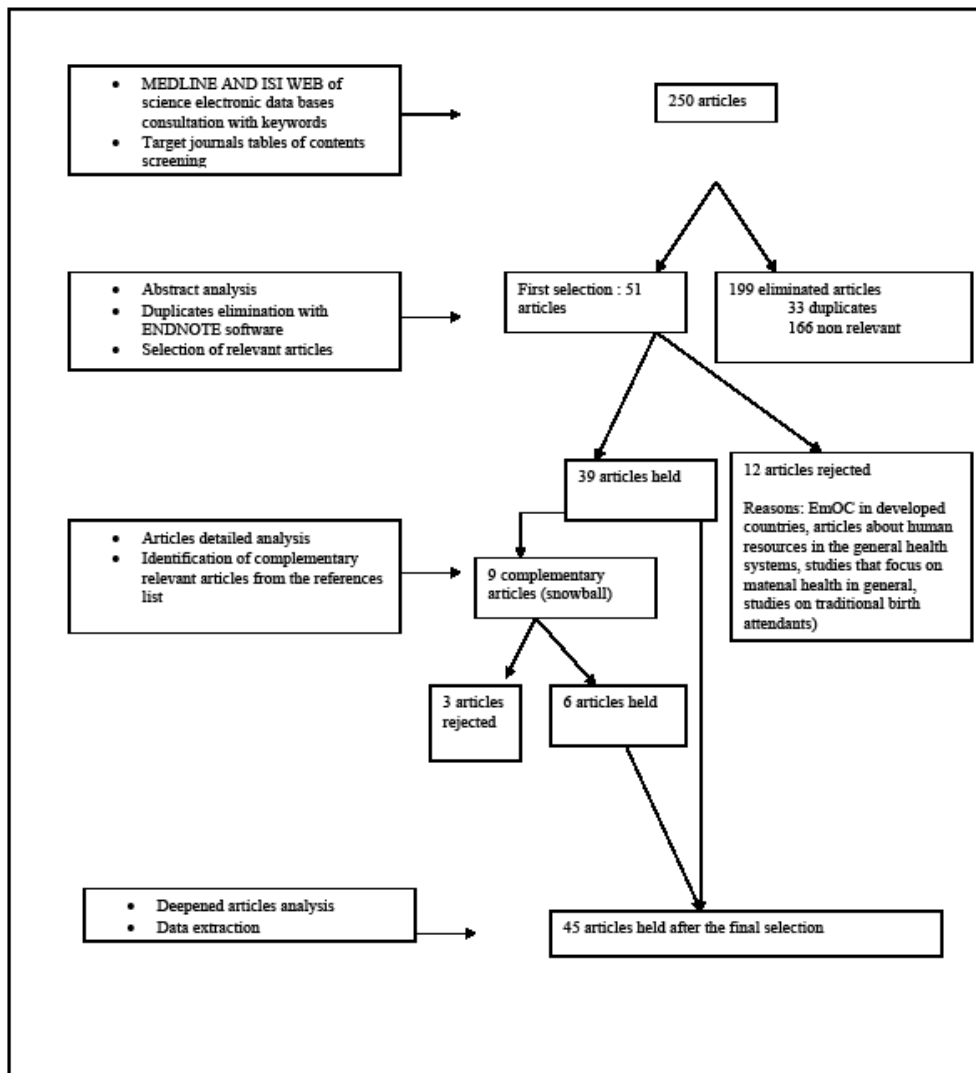 • MEDLINE AND ISI WEB of
science electronic data bases
consultation with keywords
• Target journals tables of contents
screening
250 articles
• Abstract analysis
• Duplicates elimination with
ENDNOTE software
• Selection of relevant articles
First selection : 51
articles
199 eliminated articles
33 duplicates
166 non relevant
39 articles held
12 articles rejected
Reasons: EmOC in developed
countries, articles about human
resources in the general health
systems, studies that focus on
matenal health in general,
studies on traditional birth
attendants)
• Articles detailed analysis
• Identification of complementary
relevant articles from the references
list
9 complementary
articles (snowball)
3 articles
rejected
6 articles held
• Deepened articles analysis
• Data extraction
45 articles held after the final selection